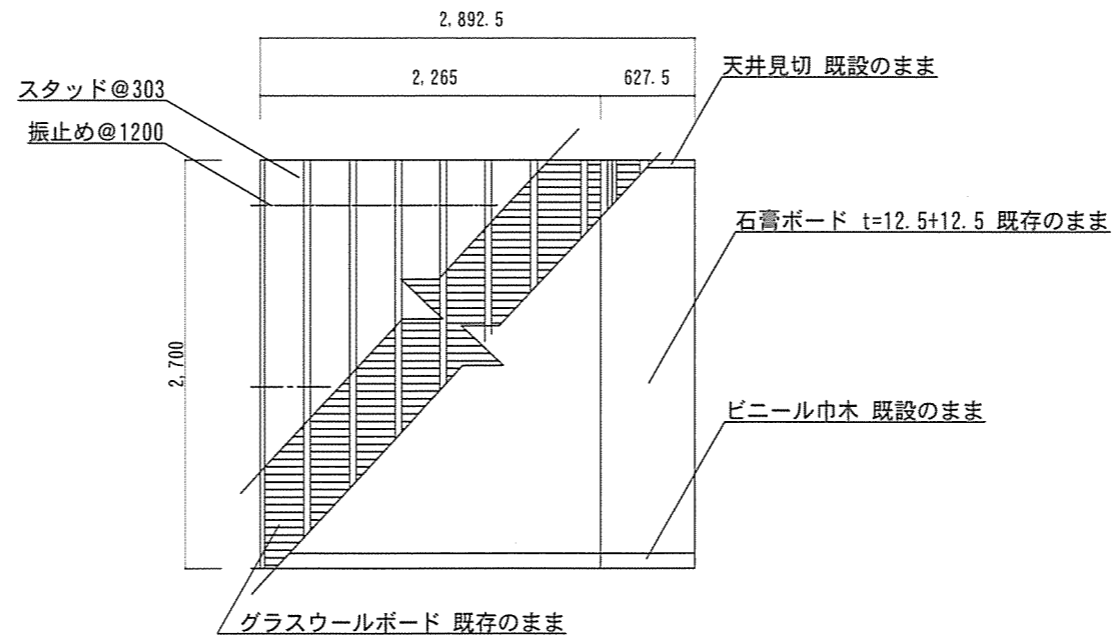 2,892.5
2,265
627.5
天井見切 既設のまま
スタッド@303
振止め@1200
石膏ボード t=12.5+12.5 既存のまま
2,700
ビニール巾木 既設のまま
グラスウールボード 既存のまま